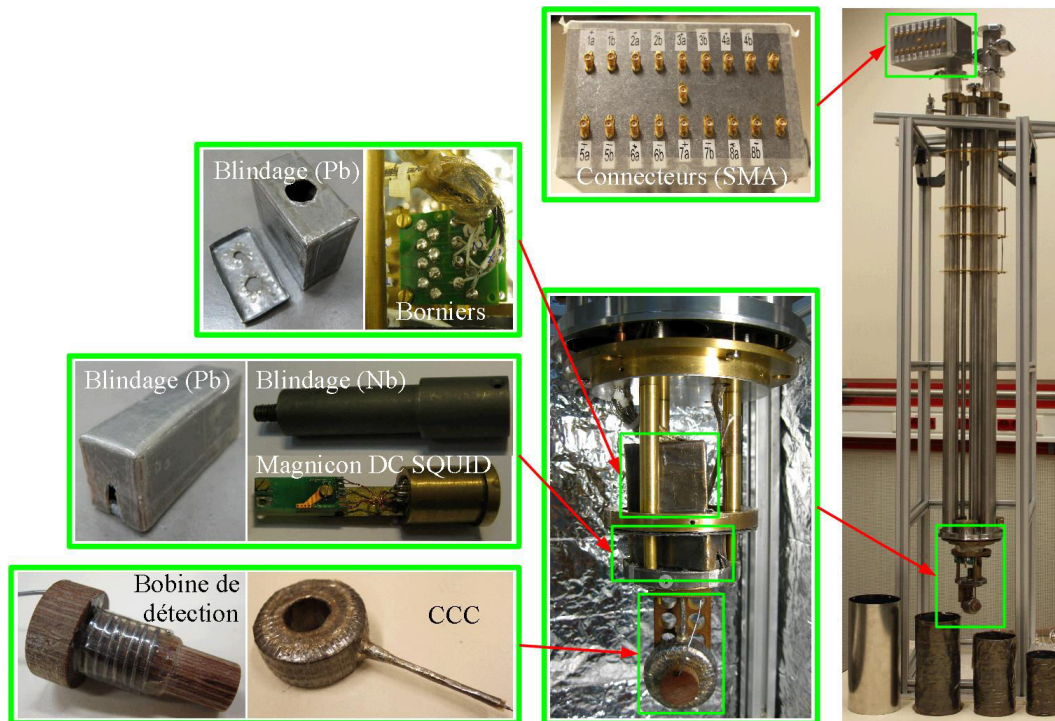 1a 1b 2a 2b 3a 3b 4a 4b
5a 5b 6a 6b 7a 7b 8a 8b
Connecteurs (SMA)
Blindage (Pb)
Borniers
Blindage (Pb)
Blindage (Nb)
Magnicon DC SQUID
Bobine de
détection
CCC